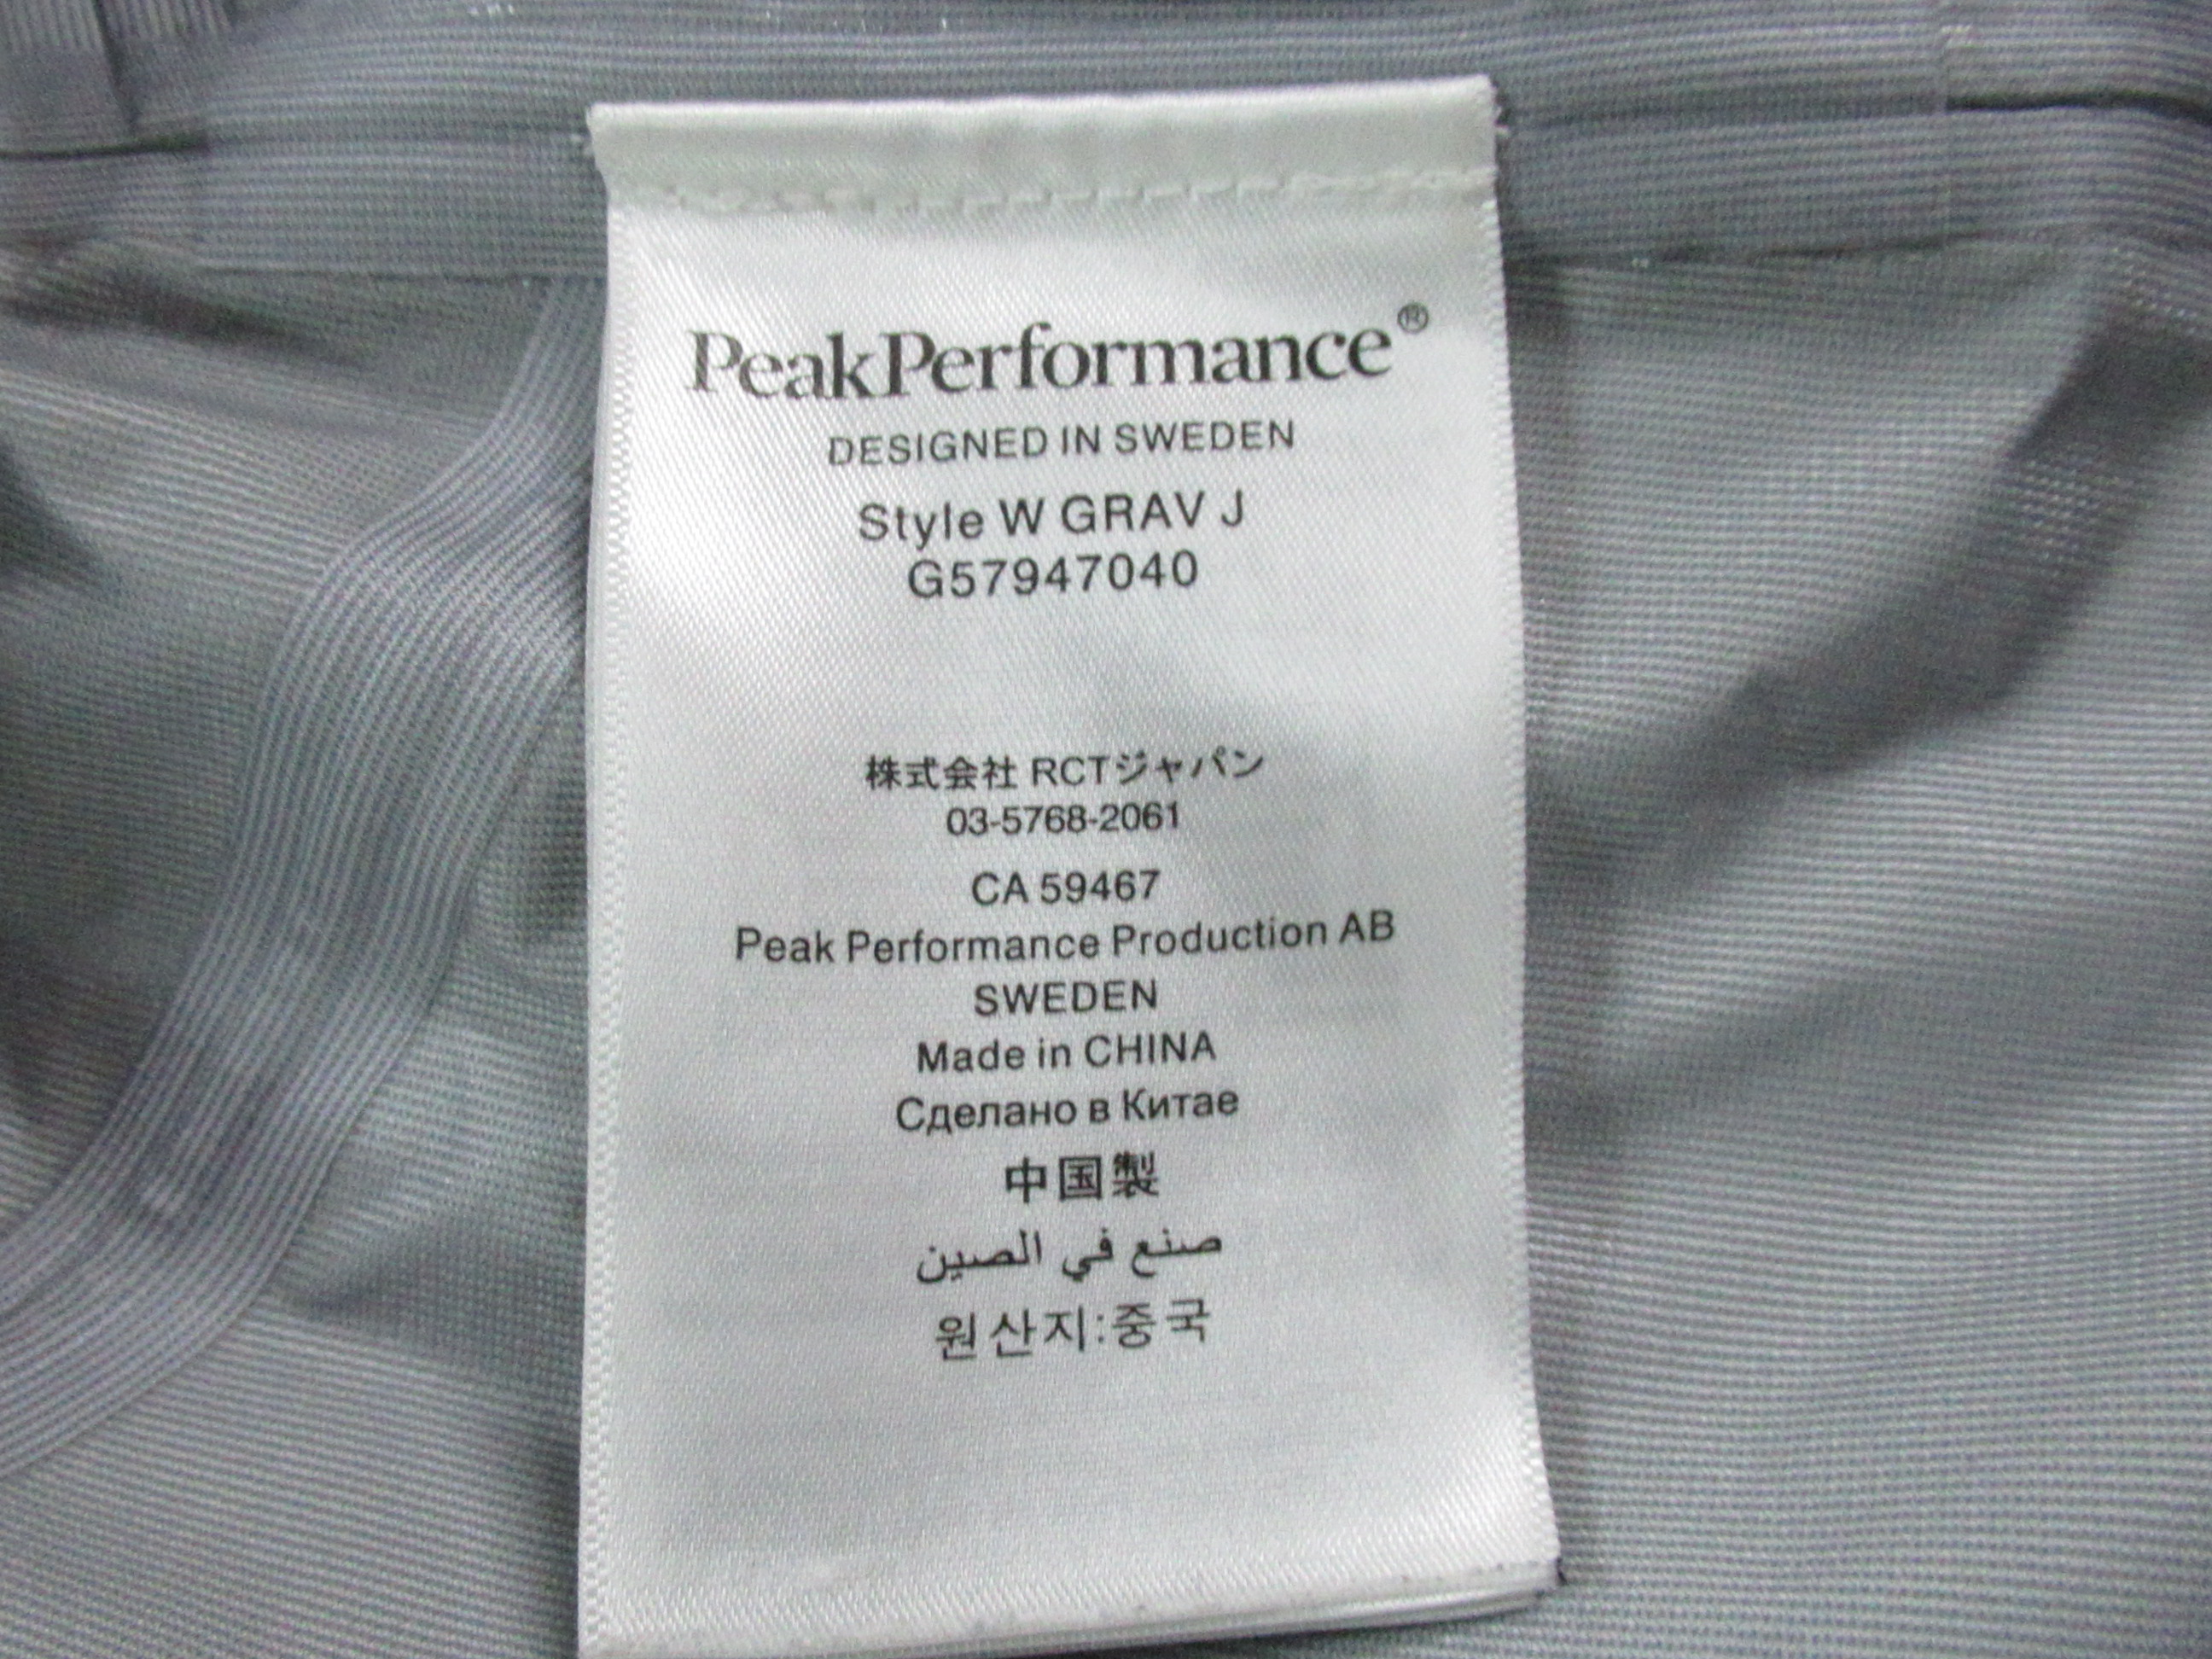 PeakPerformance®
DESIGNED IN SWEDEN
Style W GRAV J
G57947040
株式会社 RCTジャパン
03-5768-2061
CA 59467
Peak Performance Production AB
SWEDEN
Made in CHINA
Сделано в Китае
中国製
صنع في الصين
원산지:중국